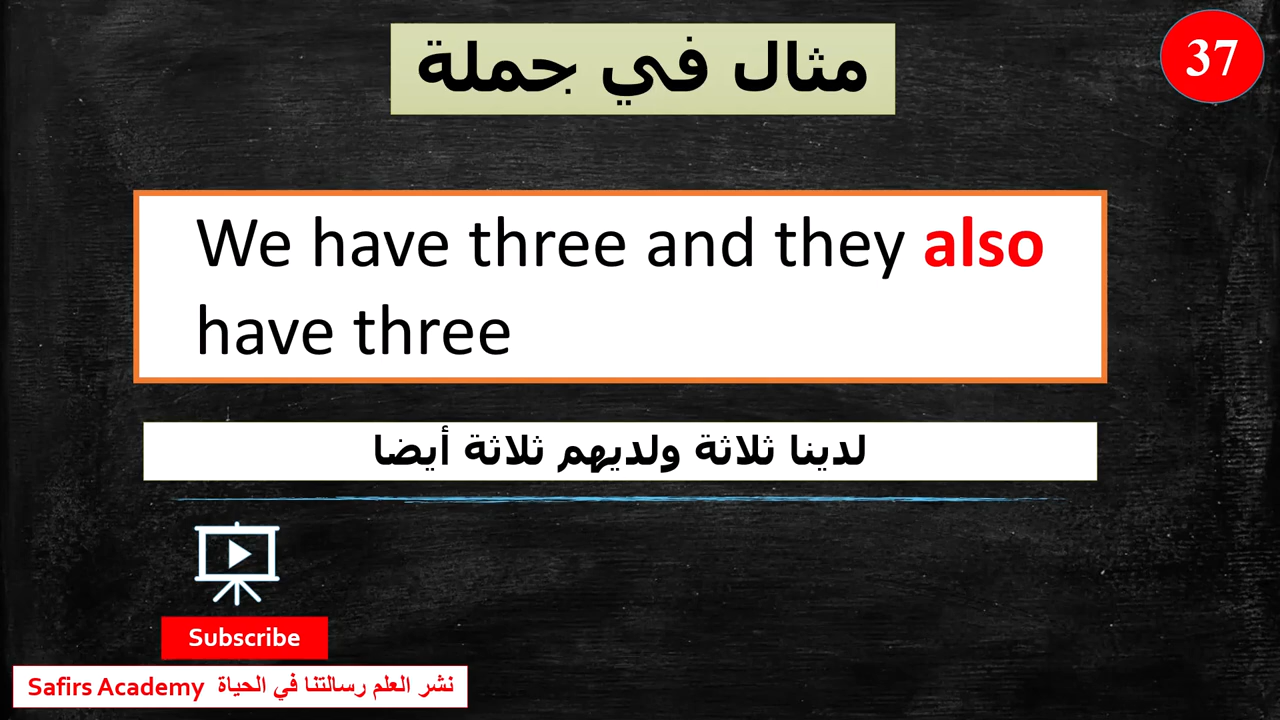 مثال في جملة
37
We have three and they also
have three
لدينا ثلاثة ولديهم ثلاثة أيضا
Subscribe
Safirs Academy نشر العلم رسالتنا في الحياة